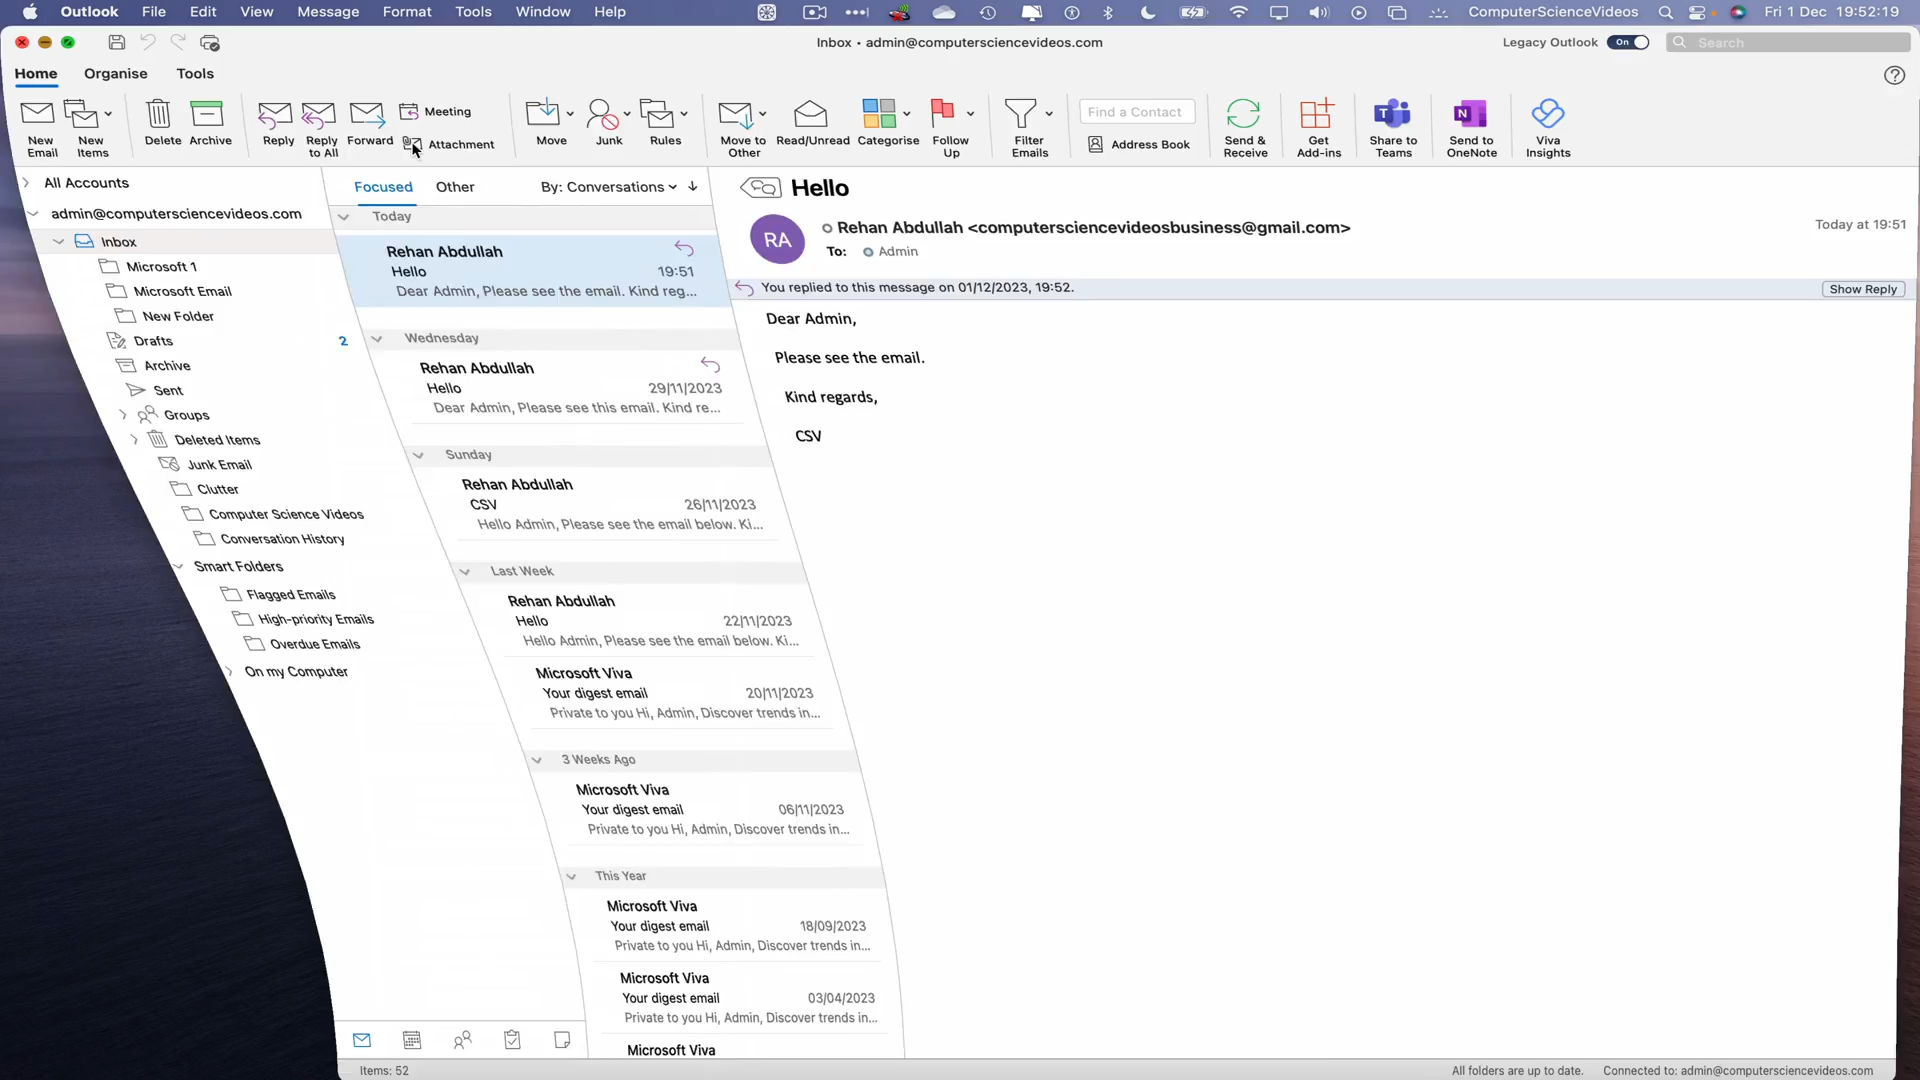 Outlook File Edit View Message Format Tools Window Help ComputerScienceVideos Fri 1 Dec 19:52:19
Inbox • admin@computersciencevideos.com Legacy Outlook On Search
Home Organise Tools
New Email New Items Delete Archive Reply Reply to All Forward Meeting Attachment Move Junk Rules Move to Other Read/Unread Categorise Follow Up Filter Emails Find a Contact Address Book Send & Receive Get Add-ins Share to Teams Send to OneNote Viva Insights
All Accounts
admin@computersciencevideos.com
Inbox
Microsoft 1
Microsoft Email
New Folder
Drafts 2
Archive
Sent
Groups
Deleted Items
Junk Email
Clutter
Computer Science Videos
Conversation History
Smart Folders
Flagged Emails
High-priority Emails
Overdue Emails
On my Computer
Focused Other By: Conversations
Today
Rehan Abdullah
Hello 19:51
Dear Admin, Please see the email. Kind reg...
Wednesday
Rehan Abdullah
Hello 29/11/2023
Dear Admin, Please see this email. Kind re...
Sunday
Rehan Abdullah
CSV 26/11/2023
Hello Admin, Please see the email below. Ki...
Last Week
Rehan Abdullah
Hello 22/11/2023
Hello Admin, Please see the email below. Ki...
Microsoft Viva
Your digest email 20/11/2023
Private to you Hi, Admin, Discover trends in...
3 Weeks Ago
Microsoft Viva
Your digest email 06/11/2023
Private to you Hi, Admin, Discover trends in...
This Year
Microsoft Viva
Your digest email 18/09/2023
Private to you Hi, Admin, Discover trends in...
Microsoft Viva
Your digest email 03/04/2023
Private to you Hi, Admin, Discover trends in...
Microsoft Viva
Hello
RA
Rehan Abdullah <computersciencevideosbusiness@gmail.com> Today at 19:51
To: Admin
You replied to this message on 01/12/2023, 19:52. Show Reply
Dear Admin,
Please see the email.
Kind regards,
CSV
Items: 52 All folders are up to date. Connected to: admin@computersciencevideos.com